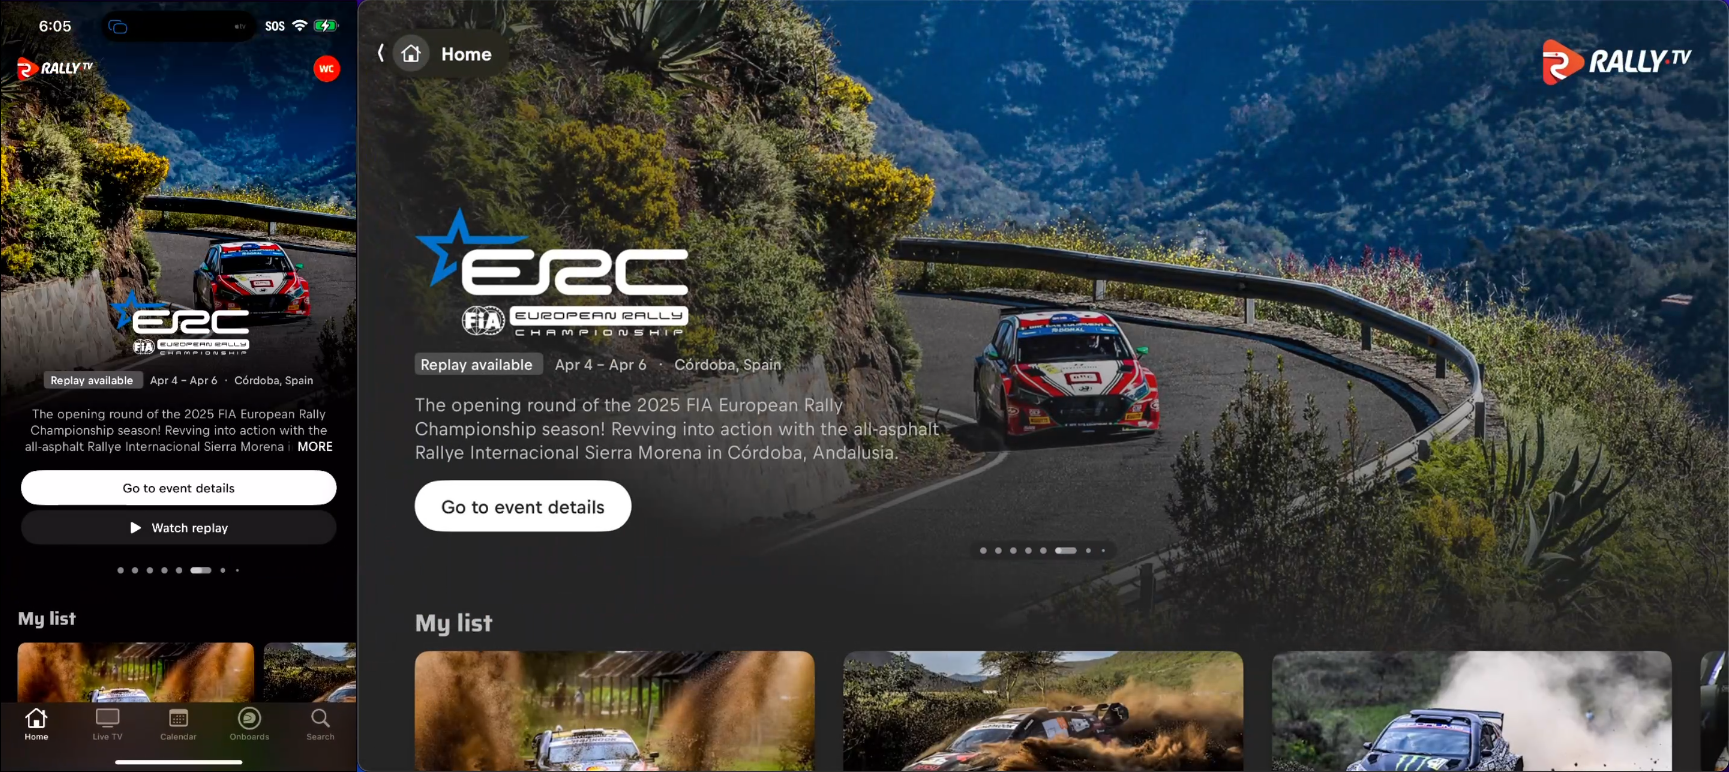 6:05
tv
SOS
RALLY TV
WC
ERC
FIA EUROPEAN RALLY
CHAMPIONSHIP
Replay available Apr 4 – Apr 6 · Córdoba, Spain
The opening round of the 2025 FIA European Rally
Championship season! Revving into action with the
all-asphalt Rallye Internacional Sierra Morena i MORE
Go to event details
Watch replay
My list
Home
Live TV
Calendar
Onboards
Search
Home
RALLY.TV
ERC
FIA EUROPEAN RALLY
CHAMPIONSHIP
Replay available Apr 4 – Apr 6 · Córdoba, Spain
The opening round of the 2025 FIA European Rally
Championship season! Revving into action with the all-asphalt
Rallye Internacional Sierra Morena in Córdoba, Andalusia.
Go to event details
My list